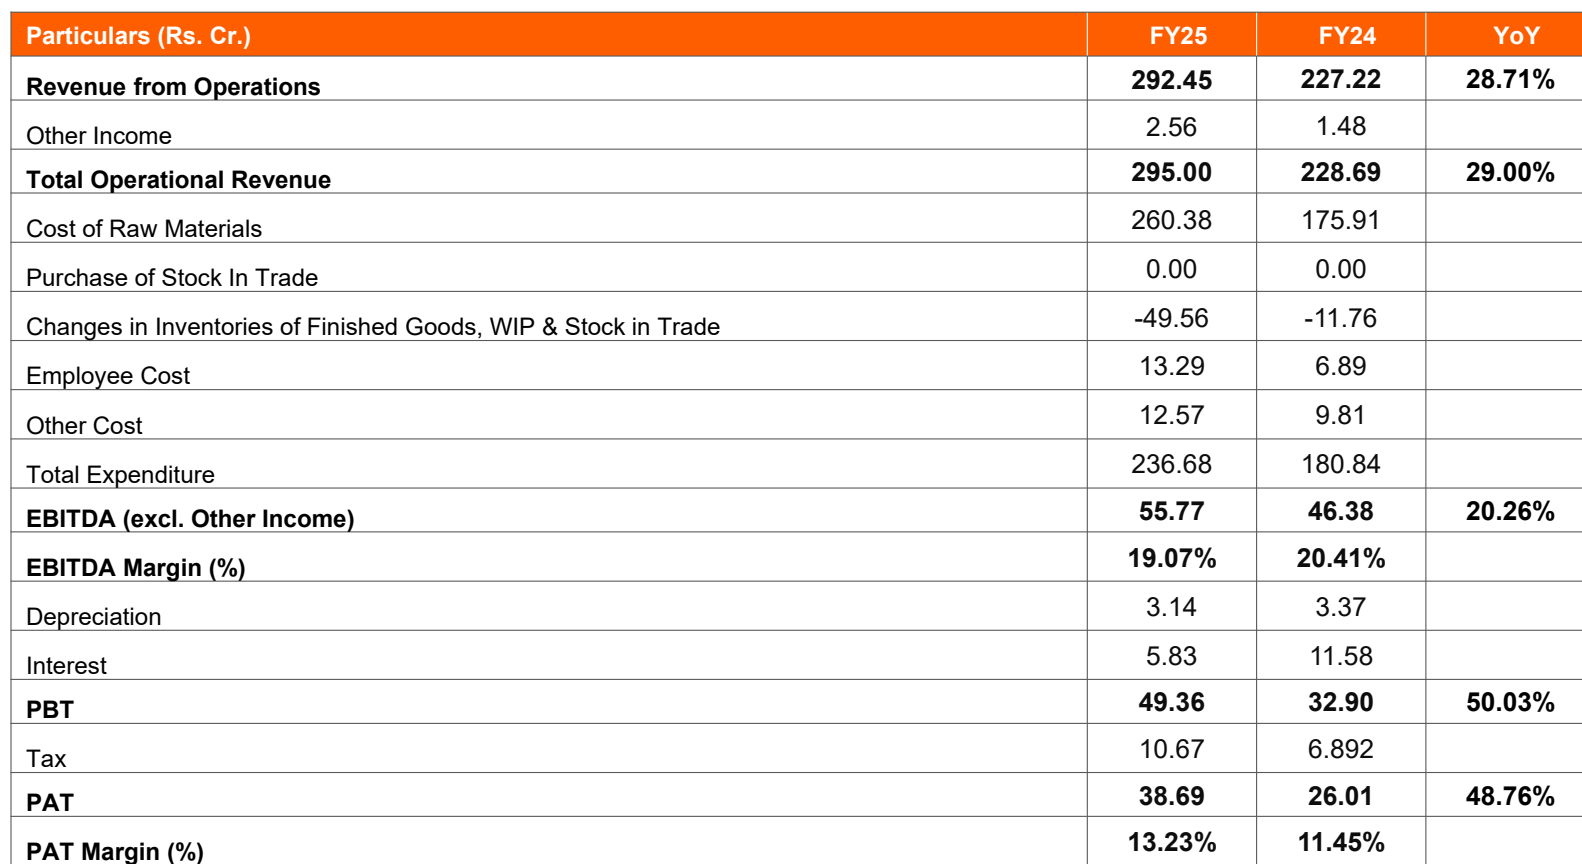 Particulars (Rs. Cr.) FY25 FY24 YoY
Revenue from Operations 292.45 227.22 28.71%
Other Income 2.56 1.48
Total Operational Revenue 295.00 228.69 29.00%
Cost of Raw Materials 260.38 175.91
Purchase of Stock In Trade 0.00 0.00
Changes in Inventories of Finished Goods, WIP & Stock in Trade -49.56 -11.76
Employee Cost 13.29 6.89
Other Cost 12.57 9.81
Total Expenditure 236.68 180.84
EBITDA (excl. Other Income) 55.77 46.38 20.26%
EBITDA Margin (%) 19.07% 20.41%
Depreciation 3.14 3.37
Interest 5.83 11.58
PBT 49.36 32.90 50.03%
Tax 10.67 6.892
PAT 38.69 26.01 48.76%
PAT Margin (%) 13.23% 11.45%